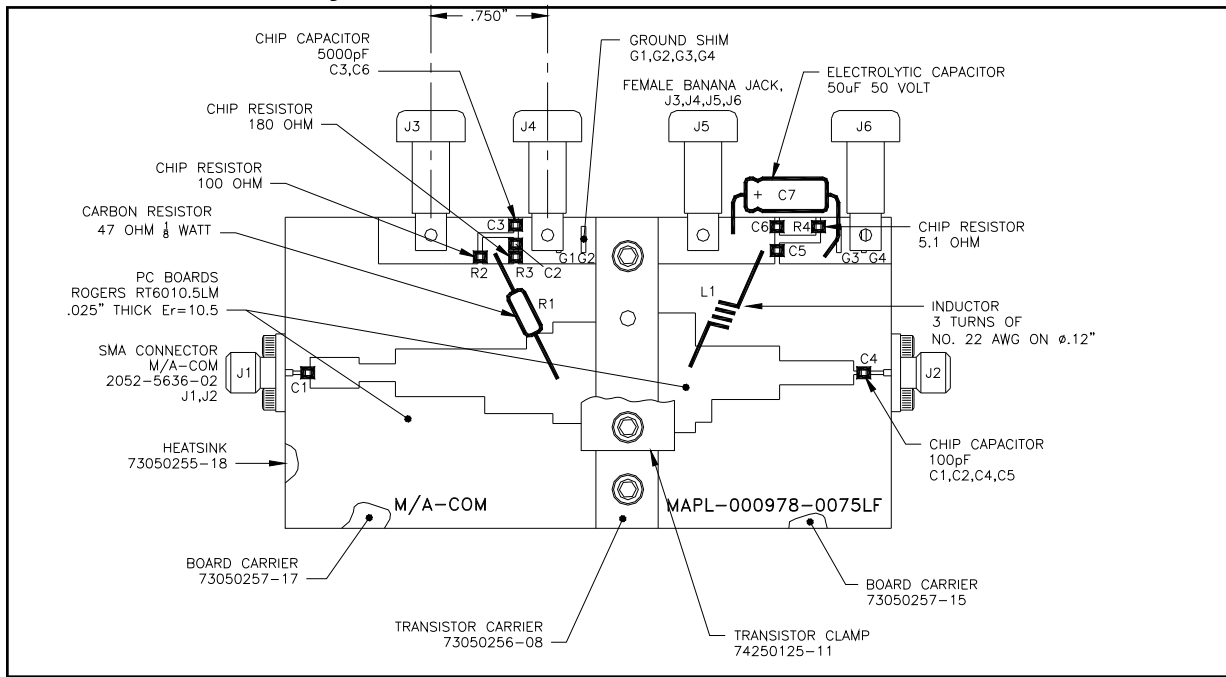 .750"
CHIP CAPACITOR
5000pF
C3,C6
GROUND SHIM
G1,G2,G3,G4
ELECTROLYTIC CAPACITOR
50uF 50 VOLT
FEMALE BANANA JACK,
J3,J4,J5,J6
CHIP RESISTOR
180 OHM
J3
J4
J5
J6
CHIP RESISTOR
100 OHM
+ C7
CARBON RESISTOR
47 OHM 1/8 WATT
C3
C6
R4
CHIP RESISTOR
5.1 OHM
R2
R3
C2
G1
G2
C5
G3
G4
PC BOARDS
ROGERS RT6010.5LM
.025" THICK Er=10.5
R1
L1
INDUCTOR
3 TURNS OF
NO. 22 AWG ON ø.12"
SMA CONNECTOR
M/A-COM
2052-5636-02
J1,J2
J1
C1
C4
J2
HEATSINK
73050255-18
CHIP CAPACITOR
100pF
C1,C2,C4,C5
M/A-COM
MAPL-000978-0075LF
BOARD CARRIER
73050257-17
BOARD CARRIER
73050257-15
TRANSISTOR CARRIER
73050256-08
TRANSISTOR CLAMP
74250125-11